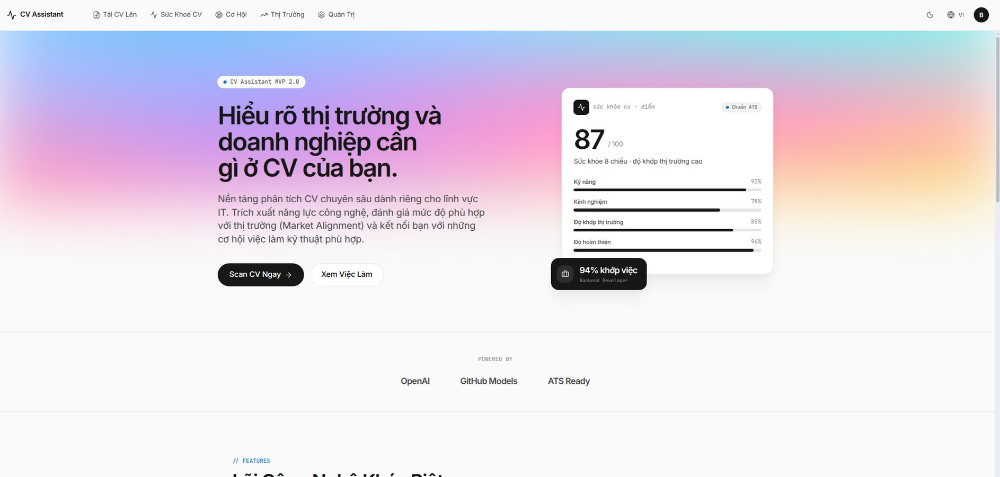 CV Assistant
Tải CV Lên
Sức Khoẻ CV
Cơ Hội
Thị Trường
Quản Trị
VI
B
CV Assistant MVP 2.0
Hiểu rõ thị trường và
doanh nghiệp cần
gì ở CV của bạn.
Nền tảng phân tích CV chuyên sâu dành riêng cho lĩnh vực
IT. Trích xuất năng lực công nghệ, đánh giá mức độ phù hợp
với thị trường (Market Alignment) và kết nối bạn với những
cơ hội việc làm kỹ thuật phù hợp.
Scan CV Ngay →
Xem Việc Làm
sức khỏe cv · điểm
Chuẩn ATS
87 / 100
Sức khỏe 8 chiều · độ khớp thị trường cao
Kỹ năng 92%
Kinh nghiệm 78%
Độ khớp thị trường 85%
Độ hoàn thiện 96%
94% khớp việc
Backend Developer
POWERED BY
OpenAI
GitHub Models
ATS Ready
// FEATURES